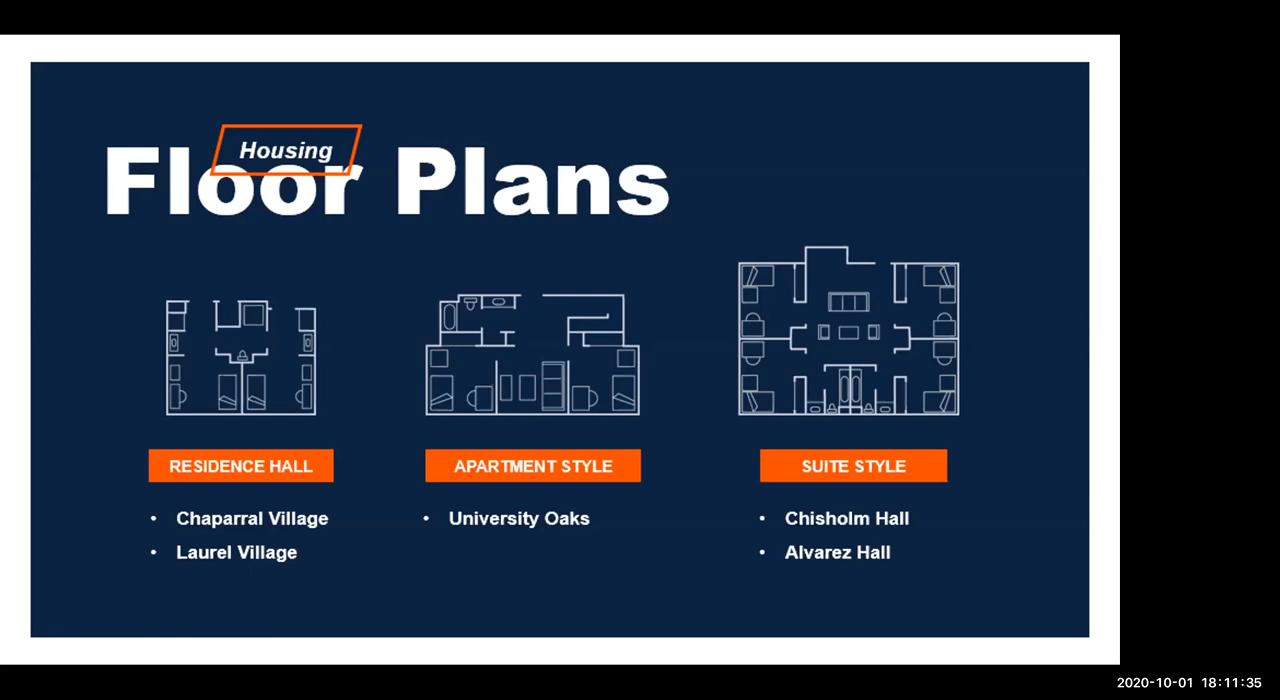 Housing
Floor Plans
RESIDENCE HALL
• Chaparral Village
• Laurel Village
APARTMENT STYLE
• University Oaks
SUITE STYLE
• Chisholm Hall
• Alvarez Hall
2020-10-01 18:11:35